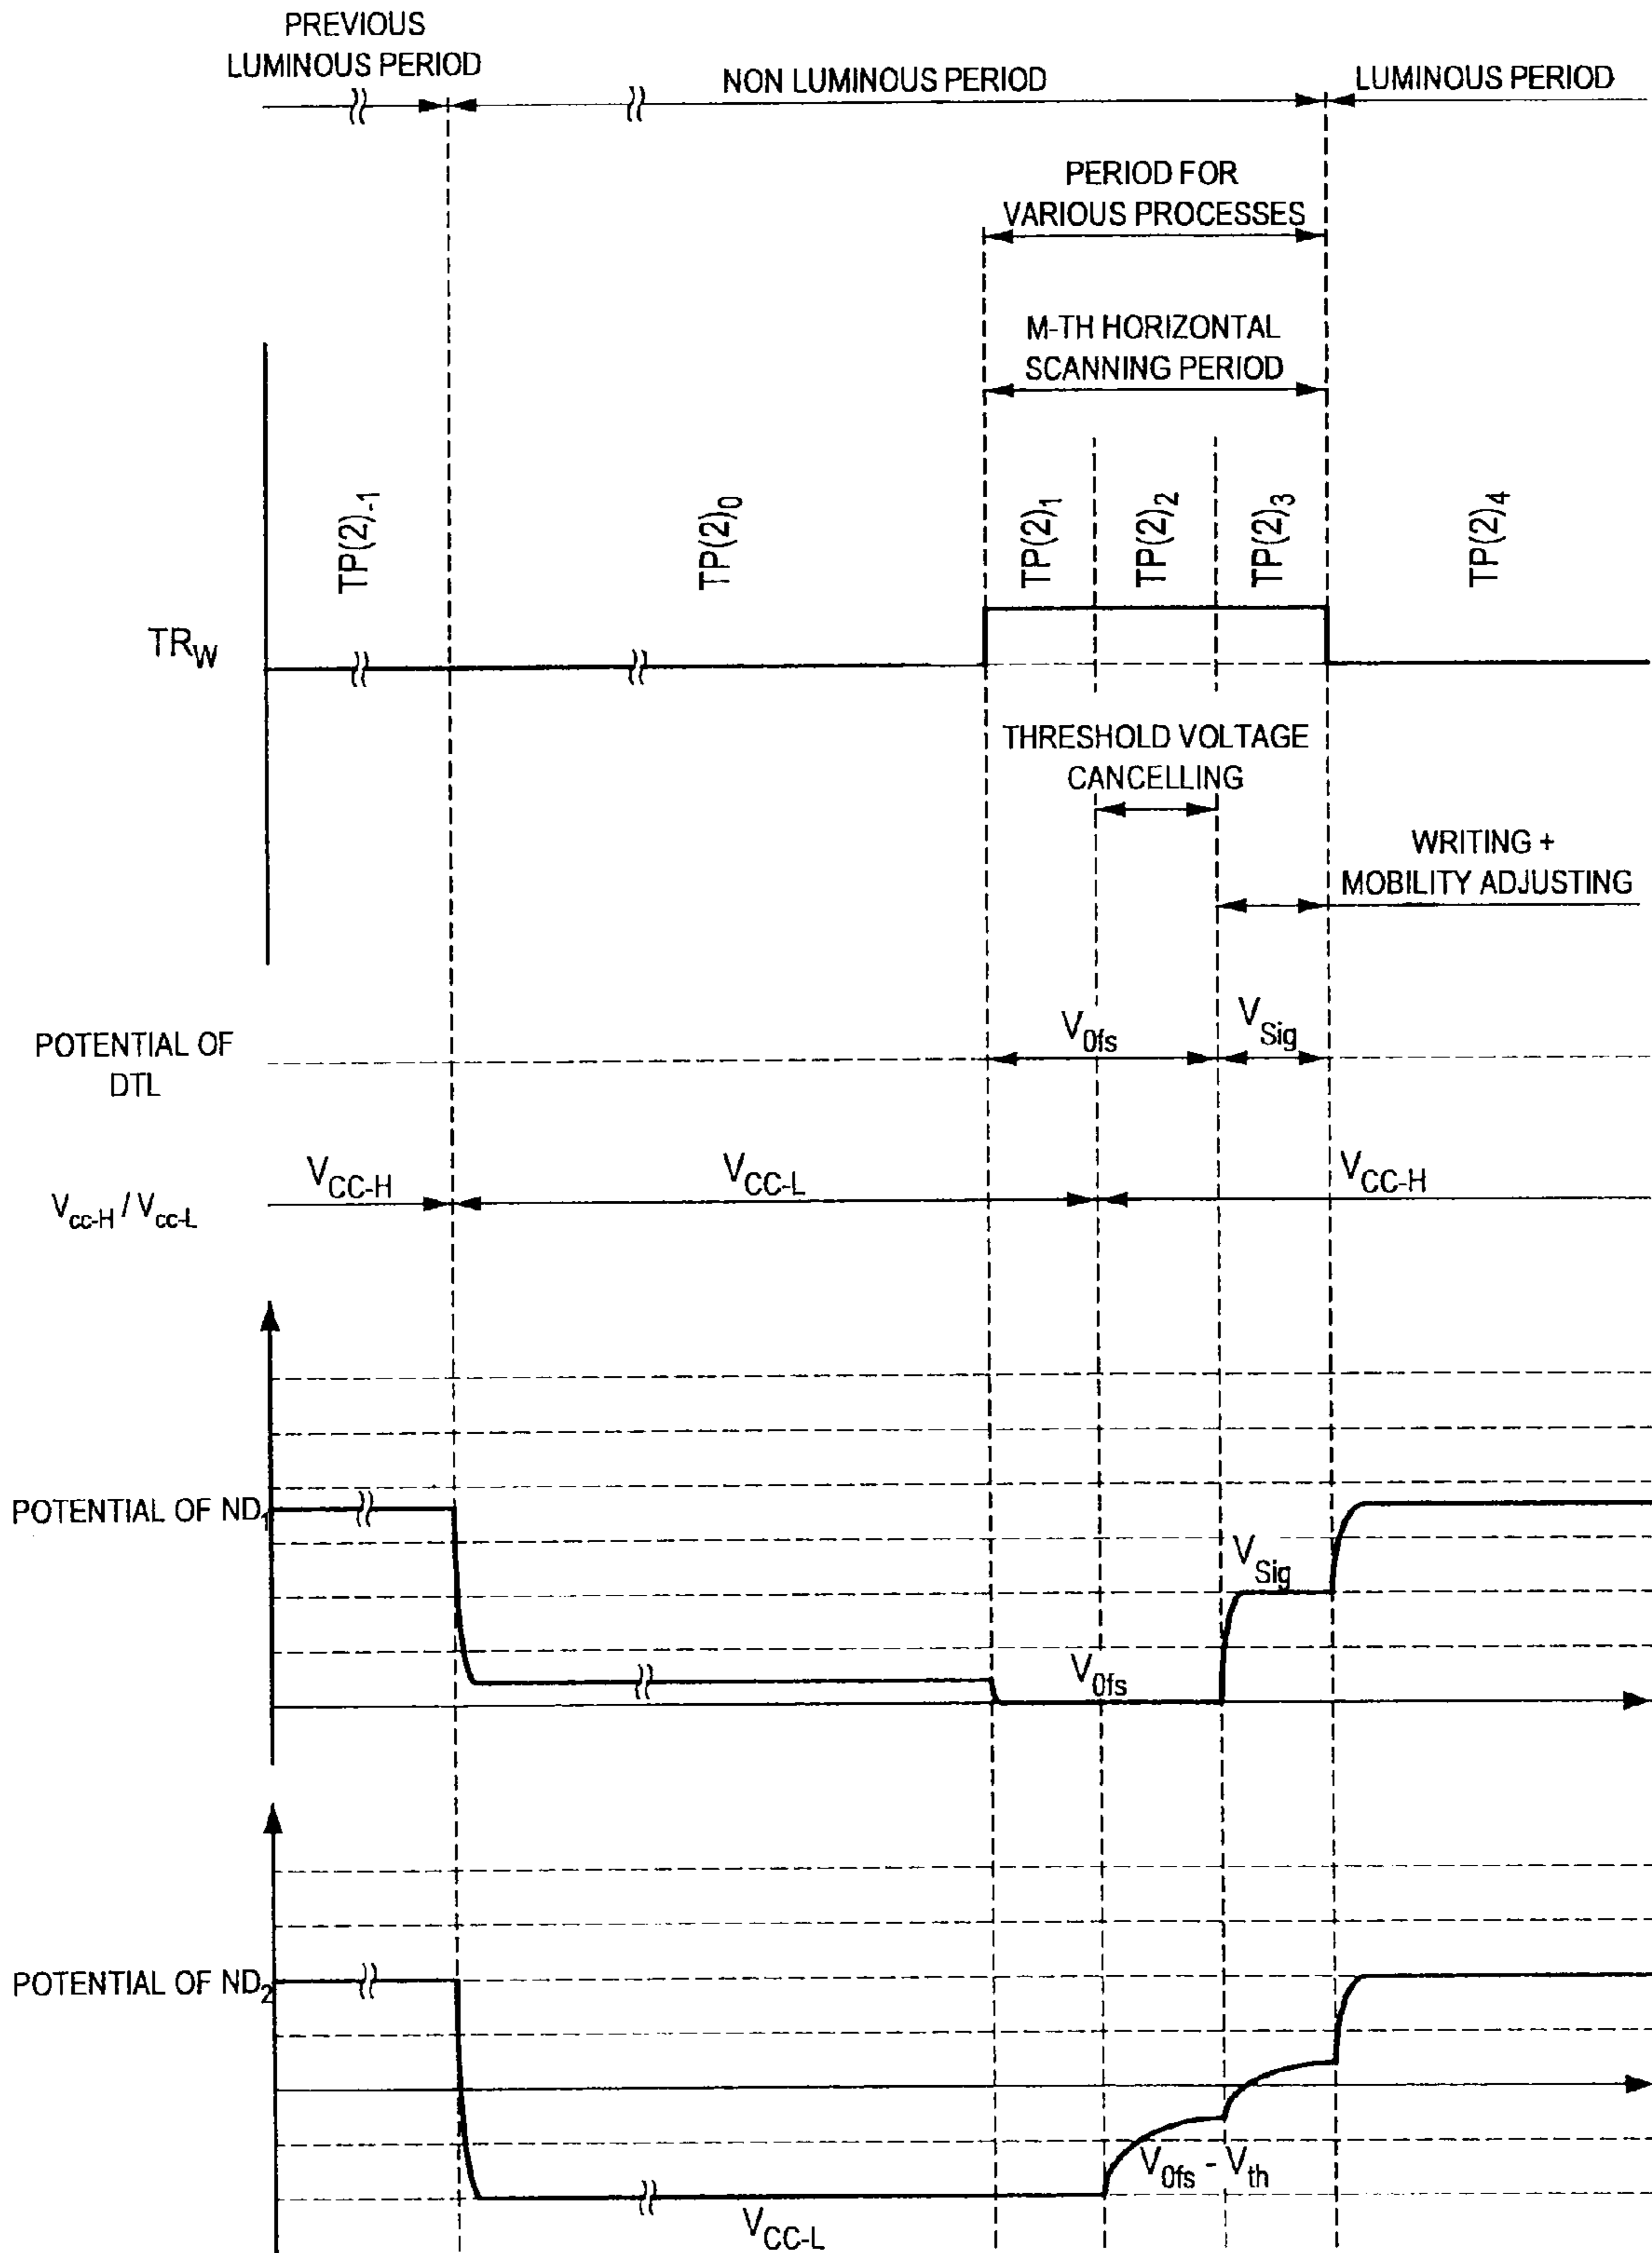 PREVIOUS
LUMINOUS PERIOD
NON LUMINOUS PERIOD
LUMINOUS PERIOD
PERIOD FOR
VARIOUS PROCESSES
M-TH HORIZONTAL
SCANNING PERIOD
TP(2)-1
TP(2)0
TP(2)1
TP(2)2
TP(2)3
TP(2)4
TRW
THRESHOLD VOLTAGE
CANCELLING
WRITING +
MOBILITY ADJUSTING
POTENTIAL OF
DTL
V0fs
VSig
Vcc-H / Vcc-L
VCC-H
VCC-L
VCC-H
POTENTIAL OF ND1
VSig
V0fs
POTENTIAL OF ND2
V0fs - Vth
VCC-L